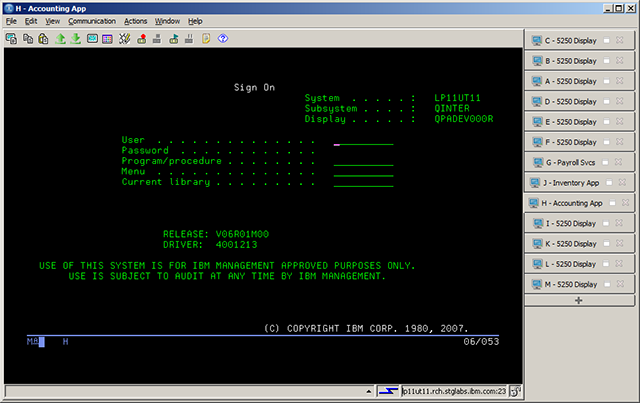 H - Accounting App
File Edit View Communication Actions Window Help
Sign On
System . . . . . : LP11UT11
Subsystem . . . . : QINTER
Display . . . . . : QPADEV000R
User . . . . . . . . . . . . . .
Password . . . . . . . . . . . .
Program/procedure . . . . . . . .
Menu . . . . . . . . . . . . . .
Current library . . . . . . . . .
RELEASE: V06R01M00
DRIVER: 4001213
USE OF THIS SYSTEM IS FOR IBM MANAGEMENT APPROVED PURPOSES ONLY.
USE IS SUBJECT TO AUDIT AT ANY TIME BY IBM MANAGEMENT.
(C) COPYRIGHT IBM CORP. 1980, 2007.
H 06/053
lp11ut11.rch.stglabs.ibm.com:23
C - 5250 Display
B - 5250 Display
A - 5250 Display
D - 5250 Display
E - 5250 Display
F - 5250 Display
G - Payroll Svcs
J - Inventory App
H - Accounting App
I - 5250 Display
K - 5250 Display
L - 5250 Display
M - 5250 Display